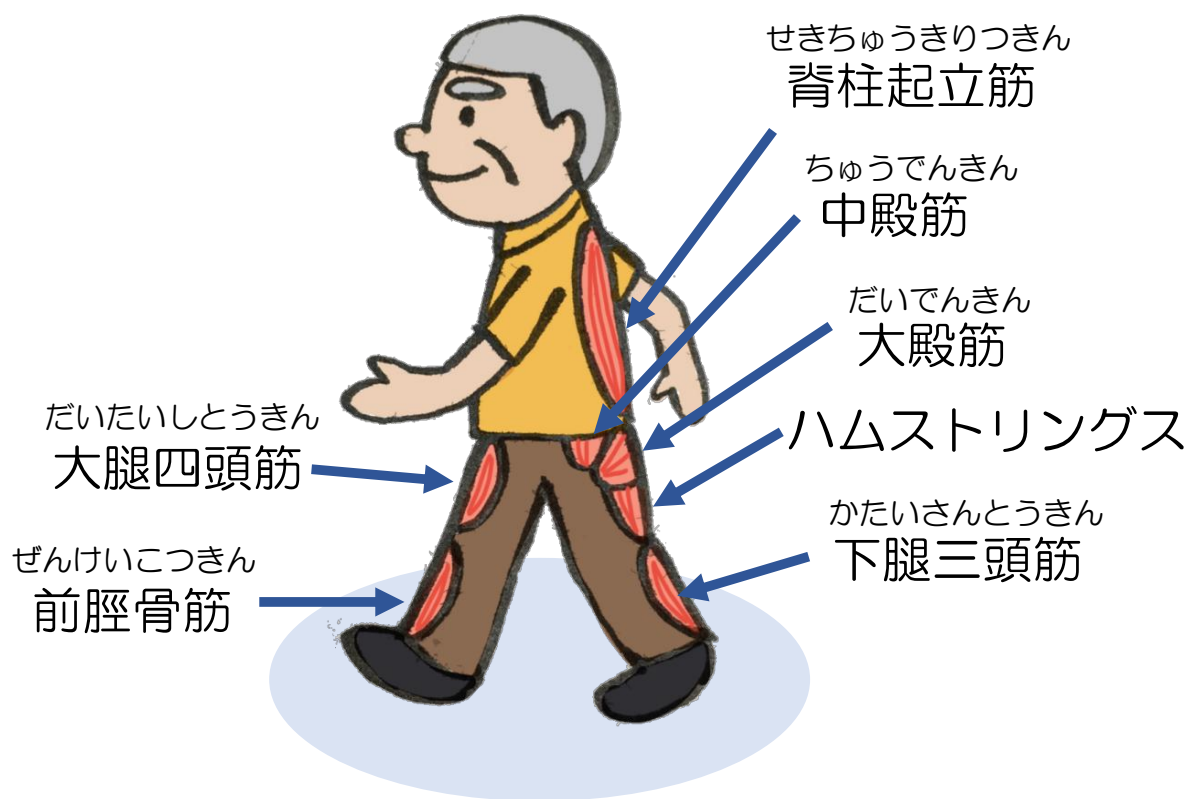 せきちゅうきりつきん
脊柱起立筋
ちゅうでんきん
中殿筋
だいでんきん
大殿筋
ハムストリングス
かたいさんとうきん
下腿三頭筋
だいたいしとうきん
大腿四頭筋
ぜんけいこつきん
前脛骨筋